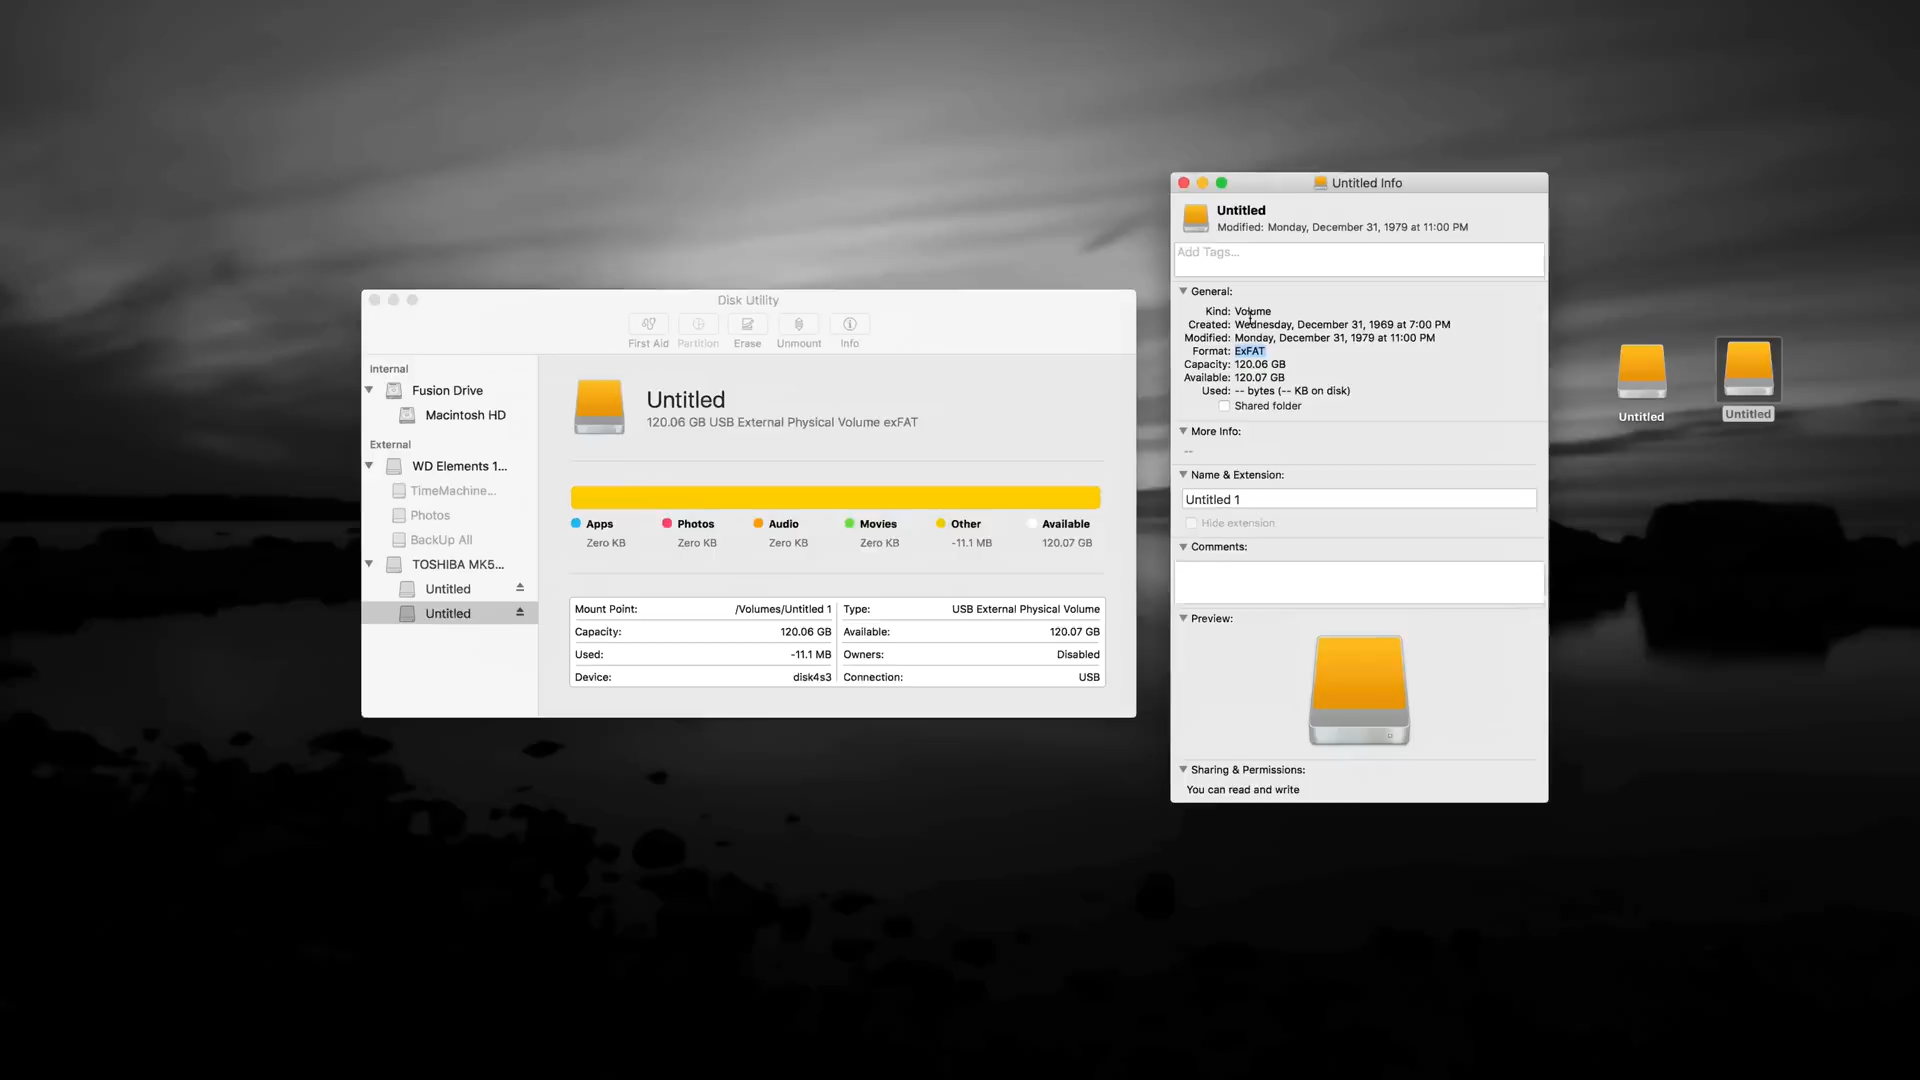 Disk Utility
First Aid
Partition
Erase
Unmount
Info
Internal
Fusion Drive
Macintosh HD
External
WD Elements 1...
TimeMachine...
Photos
BackUp All
TOSHIBA MK5...
Untitled
Untitled
Untitled
120.06 GB USB External Physical Volume exFAT
Apps
Zero KB
Photos
Zero KB
Audio
Zero KB
Movies
Zero KB
Other
-11.1 MB
Available
120.07 GB
Mount Point: /Volumes/Untitled 1
Type: USB External Physical Volume
Capacity: 120.06 GB
Available: 120.07 GB
Used: -11.1 MB
Owners: Disabled
Device: disk4s3
Connection: USB
Untitled Info
Untitled
Modified: Monday, December 31, 1979 at 11:00 PM
Add Tags...
General:
Kind: Volume
Created: Wednesday, December 31, 1969 at 7:00 PM
Modified: Monday, December 31, 1979 at 11:00 PM
Format: ExFAT
Capacity: 120.06 GB
Available: 120.07 GB
Used: -- bytes (-- KB on disk)
Shared folder
More Info:
--
Name & Extension:
Untitled 1
Hide extension
Comments:
Preview:
Sharing & Permissions:
You can read and write
Untitled
Untitled